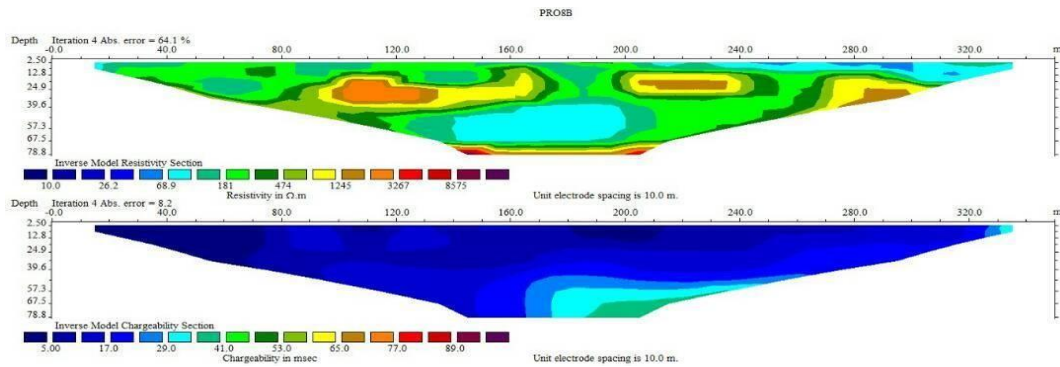 PRO8B
Depth Iteration 4 Abs. error = 64.1 %
-0.0 40.0 80.0 120.0 160.0 200.0 240.0 280.0 320.0 m
2.50
12.8
24.9
39.6
57.3
67.5
78.8
Inverse Model Resistivity Section
10.0 26.2 68.9 181 474 1245 3267 8575
Resistivity in Ω.m Unit electrode spacing is 10.0 m.
Depth Iteration 4 Abs. error = 8.2
-0.0 40.0 80.0 120.0 160.0 200.0 240.0 280.0 320.0 m
2.50
12.8
24.9
39.6
57.3
67.5
78.8
Inverse Model Chargeability Section
5.00 17.0 29.0 41.0 53.0 65.0 77.0 89.0
Chargeability in msec Unit electrode spacing is 10.0 m.